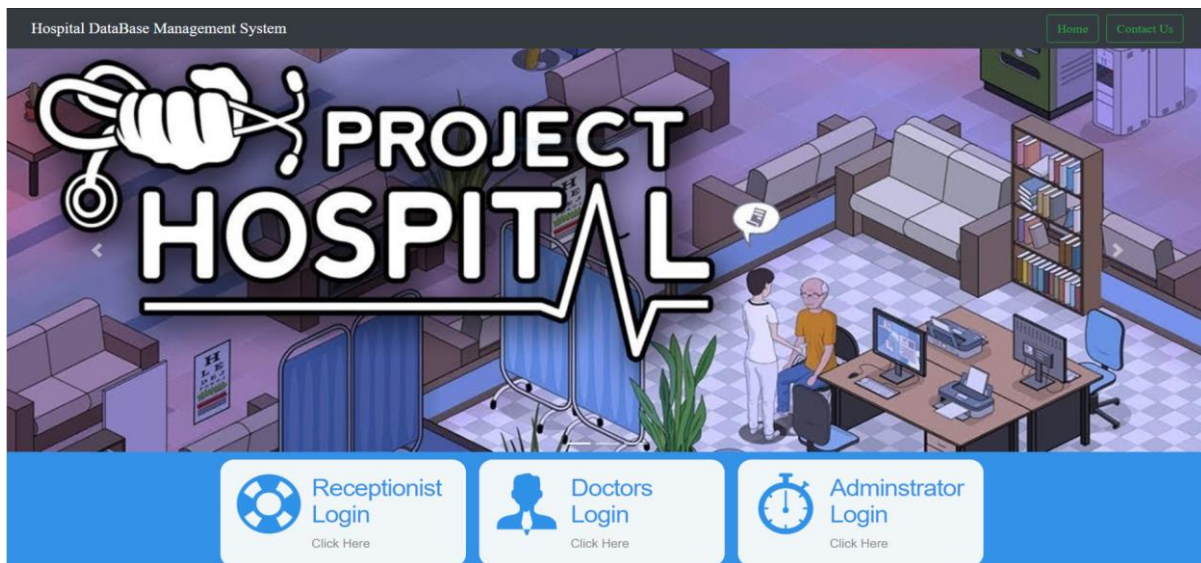 Hospital DataBase Management System
Home
Contact Us
PROJECT
HOSPITAL
Receptionist
Login
Click Here
Doctors
Login
Click Here
Adminstrator
Login
Click Here